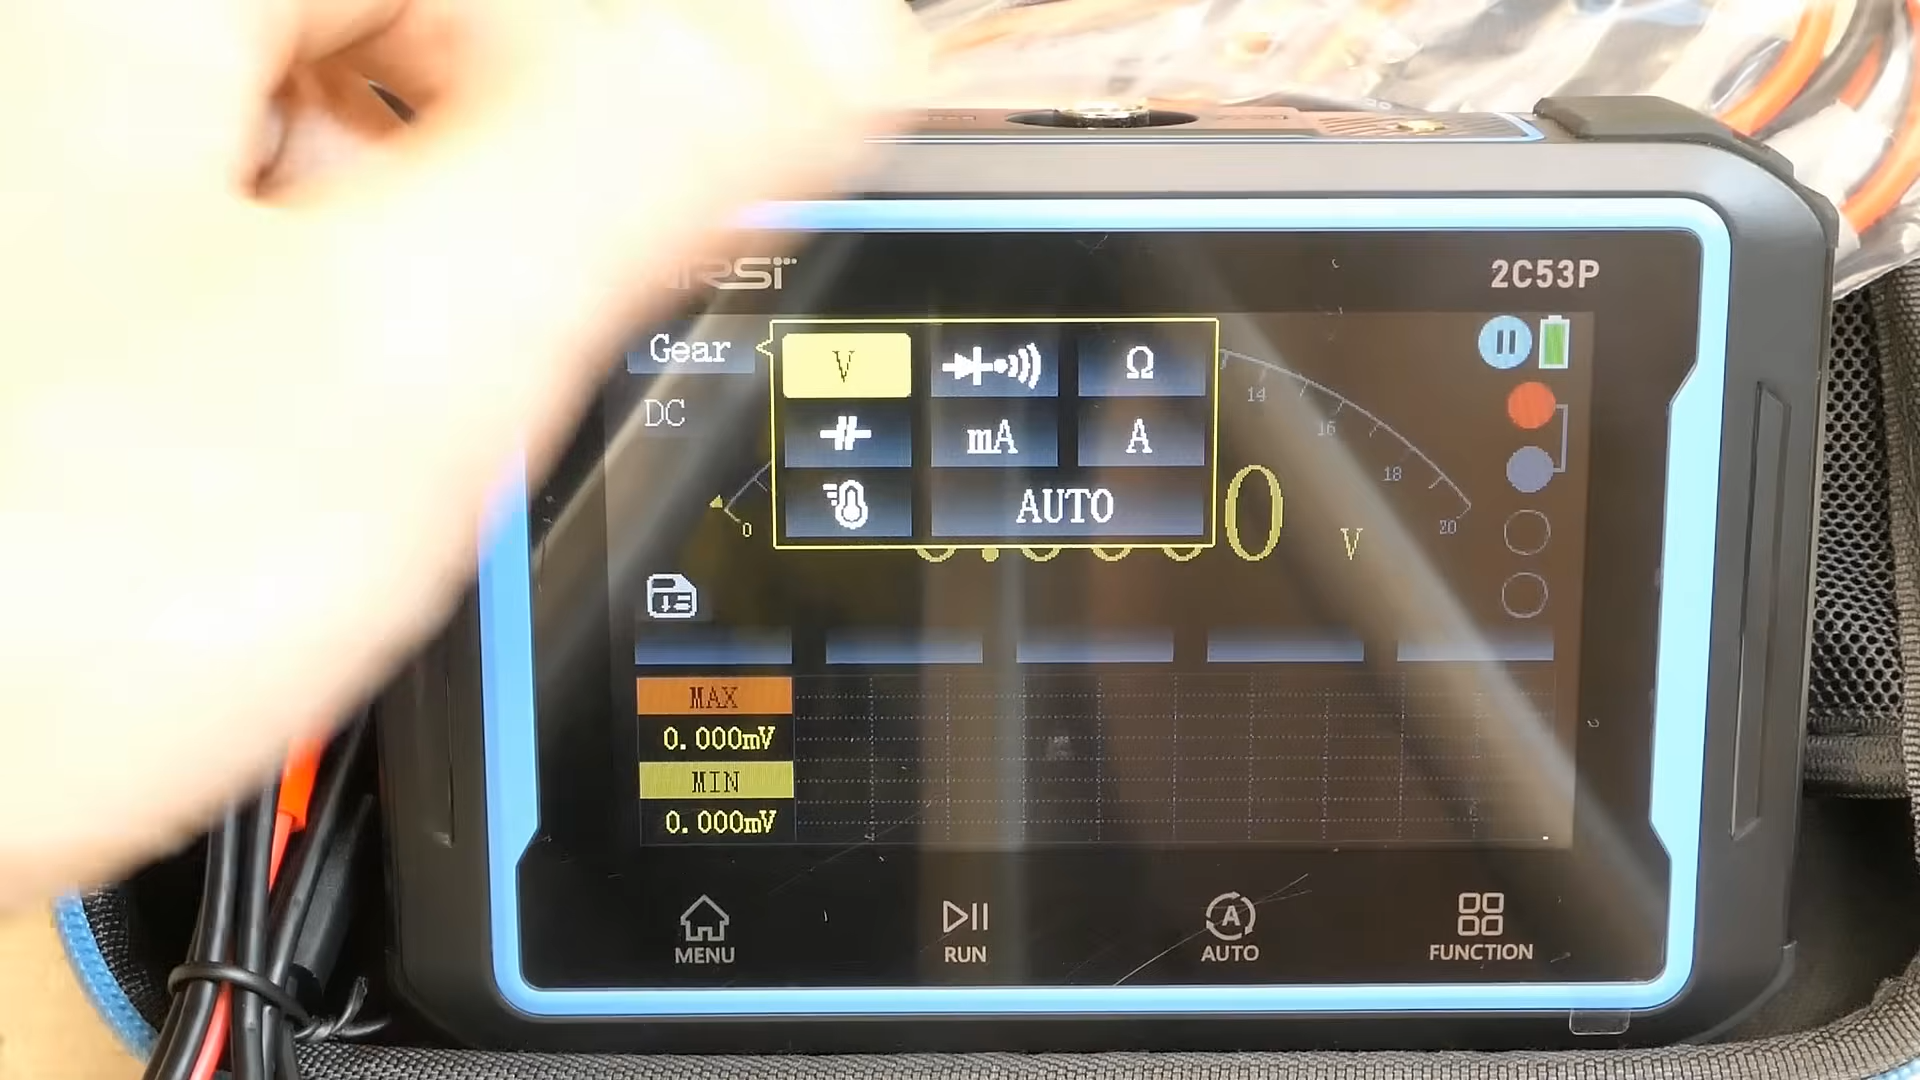 2C53P
Gear
V
Ω
DC
mA
A
AUTO
0
14
16
18
20
0
V
MAX
0.000mV
MIN
0.000mV
MENU
RUN
A
AUTO
FUNCTION